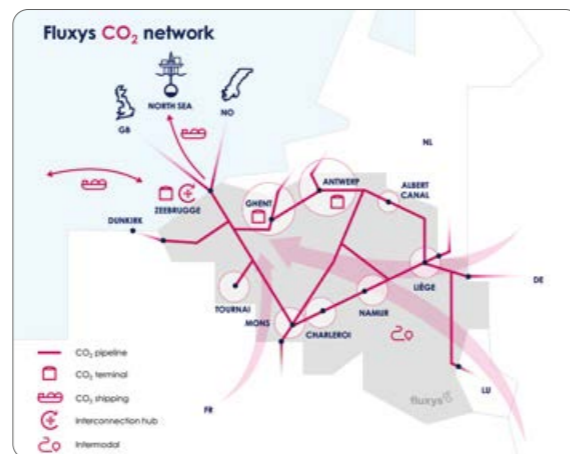 Fluxys CO₂ network
NORTH SEA
GB
NO
NL
ANTWERP
ALBERT
CANAL
GHENT
ZEEBRUGGE
DUNKIRK
LIÈGE
DE
TOURNAI
NAMUR
MONS
CHARLEROI
LU
fluxys
FR
CO₂ pipeline
CO₂ terminal
CO₂ shipping
Interconnection hub
Intermodal